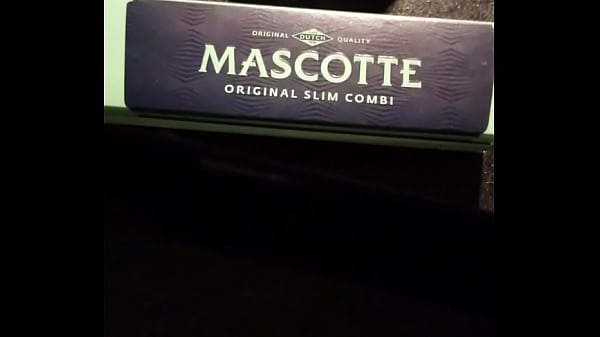 ORIGINAL DUTCH QUALITY
MASCOTTE
ORIGINAL SLIM COMBI